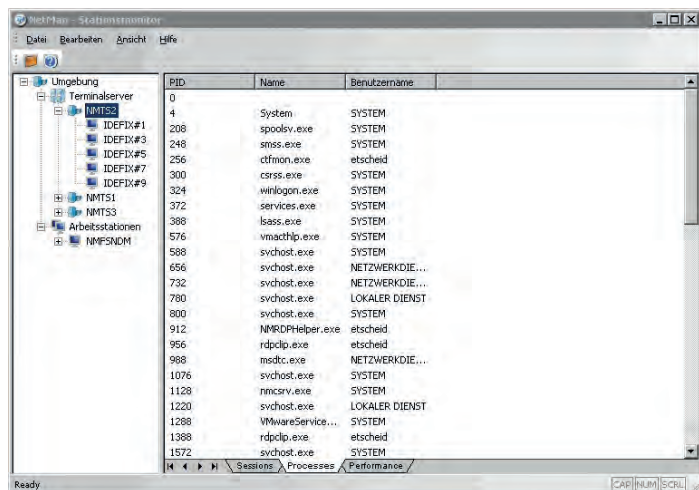 NetMan - Stationsmonitor
Datei Bearbeiten Ansicht Hilfe
Umgebung
Terminalserver
NMTS2
IDEFIX#1
IDEFIX#3
IDEFIX#5
IDEFIX#7
IDEFIX#9
NMTS1
NMTS3
Arbeitsstationen
NMFSNDM
PID Name Benutzername
0
4 System SYSTEM
208 spoolsv.exe SYSTEM
248 smss.exe SYSTEM
256 ctfmon.exe etscheid
300 csrss.exe SYSTEM
324 winlogon.exe SYSTEM
372 services.exe SYSTEM
388 lsass.exe SYSTEM
576 vmacthlp.exe SYSTEM
588 svchost.exe SYSTEM
656 svchost.exe NETZWERKDIE...
732 svchost.exe NETZWERKDIE...
780 svchost.exe LOKALER DIENST
800 svchost.exe SYSTEM
912 NMRDPHelper.exe etscheid
956 rdpclip.exe etscheid
988 msdtc.exe NETZWERKDIE...
1076 svchost.exe SYSTEM
1128 nmcsrv.exe SYSTEM
1220 svchost.exe LOKALER DIENST
1288 VMwareService... SYSTEM
1388 rdpclip.exe etscheid
1572 svchost.exe SYSTEM
Sessions Processes Performance
Ready CAP NUM SCRL